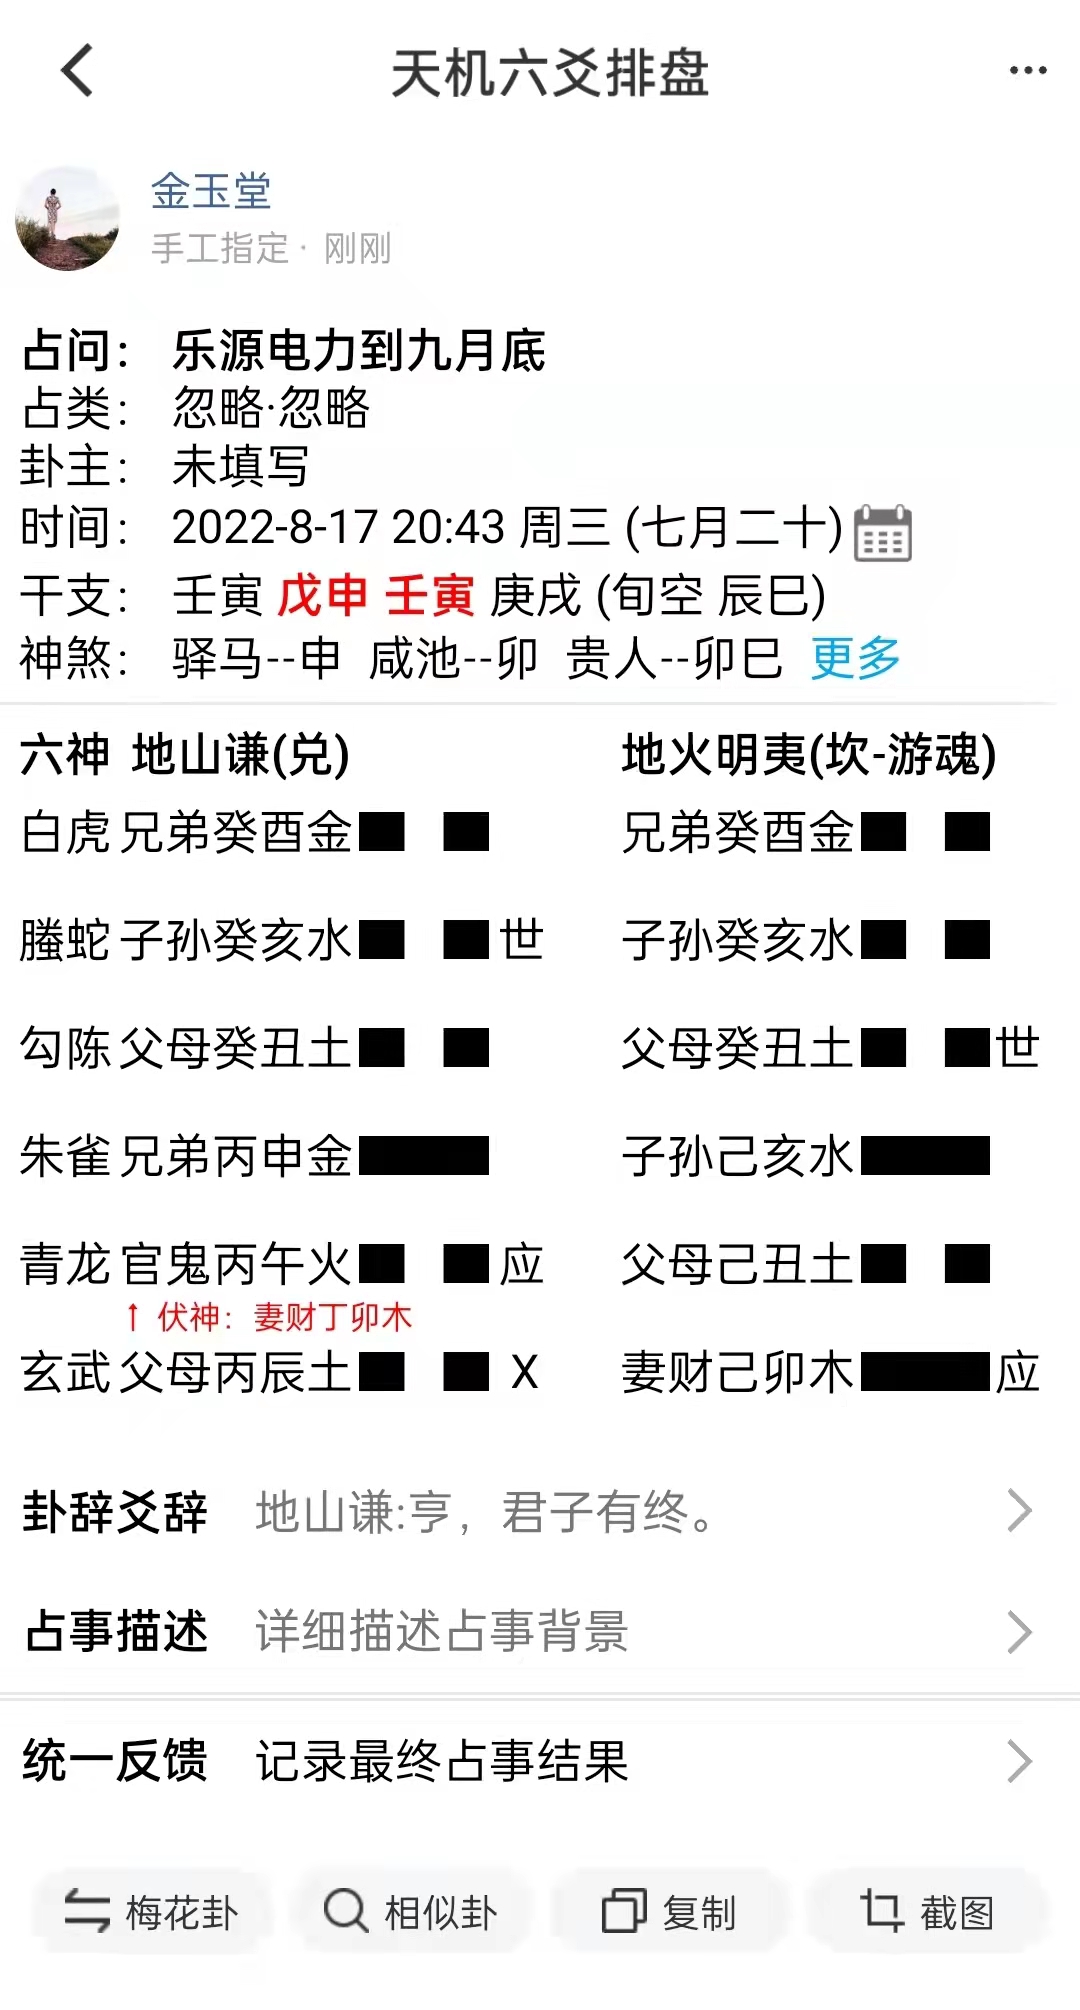 天机六爻排盘
金玉堂
手工指定· 刚刚
占问： 乐源电力到九月底
占类： 忽略·忽略
卦主： 未填写
时间： 2022-8-17 20:43 周三 (七月二十)
干支： 壬寅 戊申 壬寅 庚戌 (旬空 辰巳)
神煞： 驿马--申 咸池--卯 贵人--卯巳 更多
六神 地山谦(兑) 地火明夷(坎-游魂)
白虎 兄弟癸酉金 兄弟癸酉金
螣蛇 子孙癸亥水 世 子孙癸亥水
勾陈 父母癸丑土 父母癸丑土 世
朱雀 兄弟丙申金 子孙己亥水
青龙 官鬼丙午火 应 父母己丑土
↑ 伏神：妻财丁卯木
玄武 父母丙辰土 X 妻财己卯木 应
卦辞爻辞 地山谦:亨，君子有终。
占事描述 详细描述占事背景
统一反馈 记录最终占事结果
梅花卦 相似卦 复制 截图